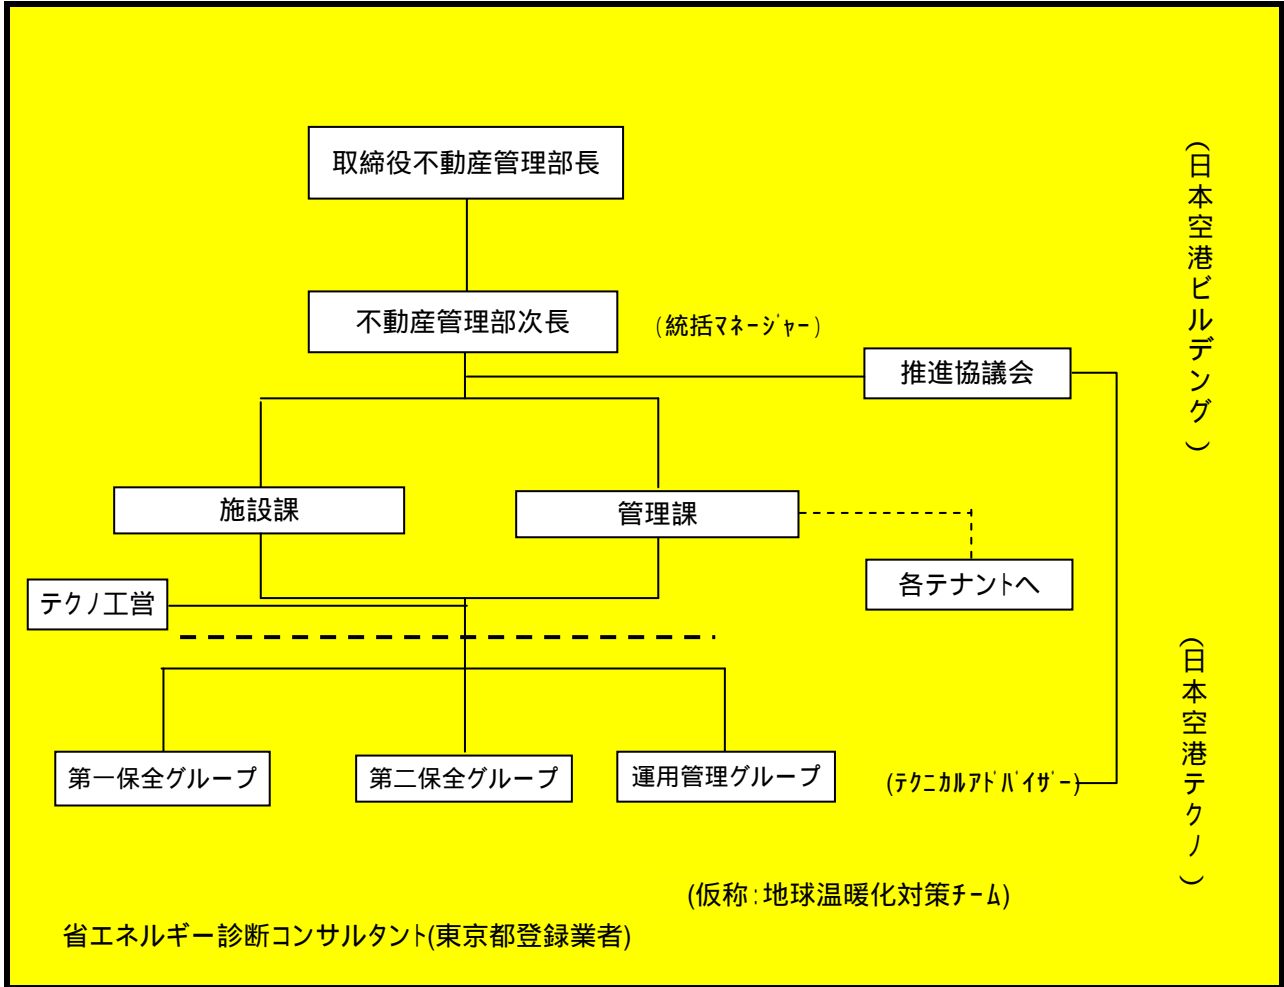 取締役不動産管理部長
(日本空港ビルデング)
不動産管理部次長
(統括ﾏﾈｰｼﾞｬｰ)
推進協議会
施設課
管理課
テクノ工営
各テナントへ
(日本空港テクノ)
第一保全グループ
第二保全グループ
運用管理グループ
(ﾃｸﾆｶﾙｱﾄﾞﾊﾞｲｻﾞｰ)
(仮称:地球温暖化対策ﾁｰﾑ)
省エネルギー診断コンサルタント(東京都登録業者)